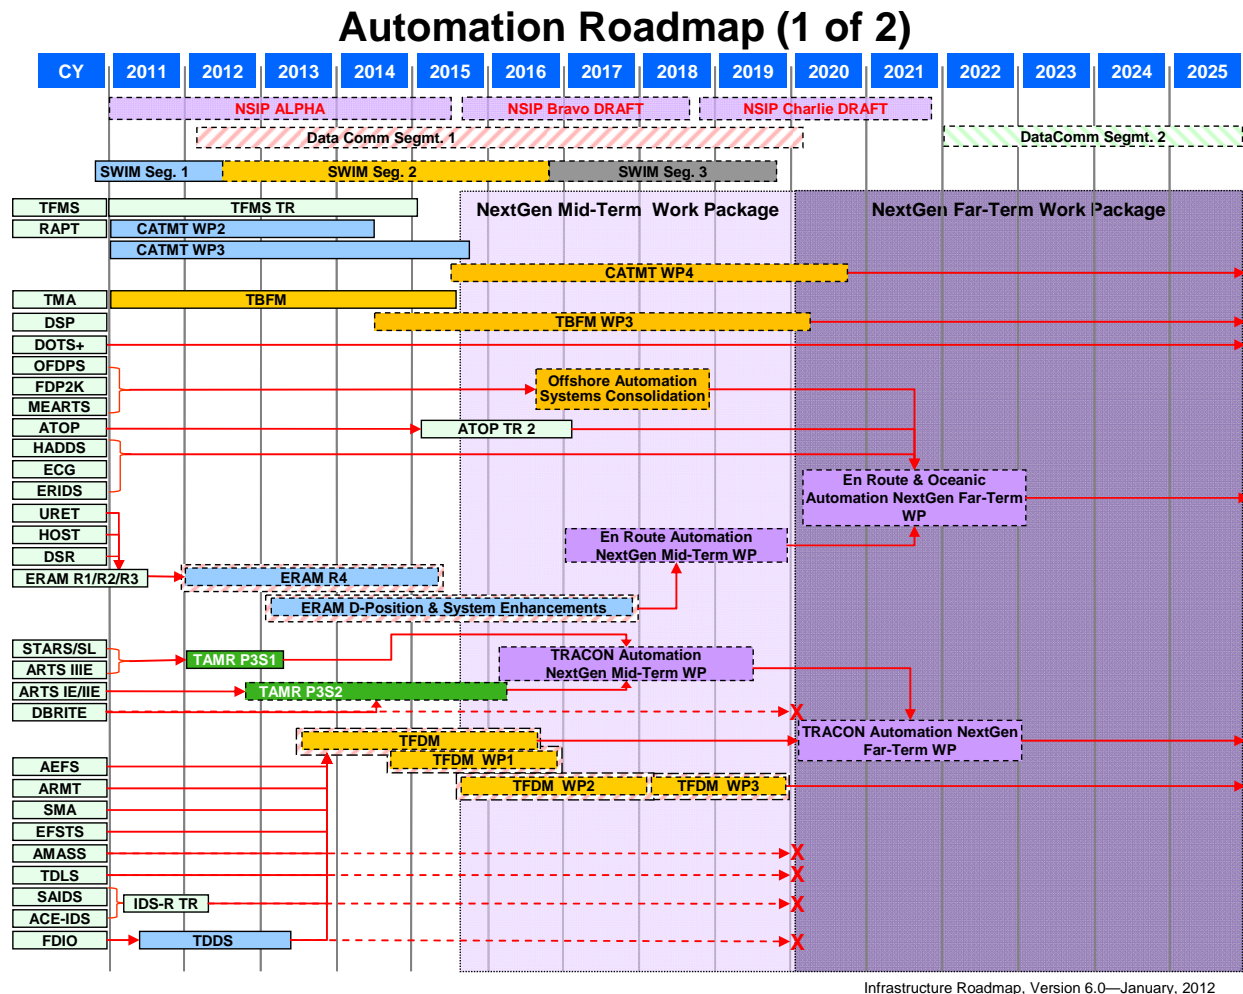 Automation Roadmap (1 of 2)
CY 2011 2012 2013 2014 2015 2016 2017 2018 2019 2020 2021 2022 2023 2024 2025
NSIP ALPHA NSIP Bravo DRAFT NSIP Charlie DRAFT
Data Comm Segmt. 1 DataComm Segmt. 2
SWIM Seg. 1 SWIM Seg. 2 SWIM Seg. 3
NextGen Mid-Term Work Package NextGen Far-Term Work Package
TFMS TFMS TR
RAPT CATMT WP2
CATMT WP3
CATMT WP4
TMA TBFM
DSP TBFM WP3
DOTS+
OFDPS
FDP2K
MEARTS
Offshore Automation
Systems Consolidation
ATOP ATOP TR 2
HADDS
ECG
ERIDS
En Route & Oceanic
Automation NextGen Far-Term
WP
URET
HOST
DSR
En Route Automation
NextGen Mid-Term WP
ERAM R1/R2/R3 ERAM R4
ERAM D-Position & System Enhancements
STARS/SL
ARTS IIIE
TAMR P3S1
TRACON Automation
NextGen Mid-Term WP
ARTS IE/IIE TAMR P3S2
DBRITE X
TFDM
TRACON Automation NextGen
Far-Term WP
TFDM WP1
AEFS
ARMT TFDM WP2 TFDM WP3
SMA
EFSTS
AMASS X
TDLS X
SAIDS
ACE-IDS
IDS-R TR X
FDIO TDDS X
Infrastructure Roadmap, Version 6.0—January, 2012